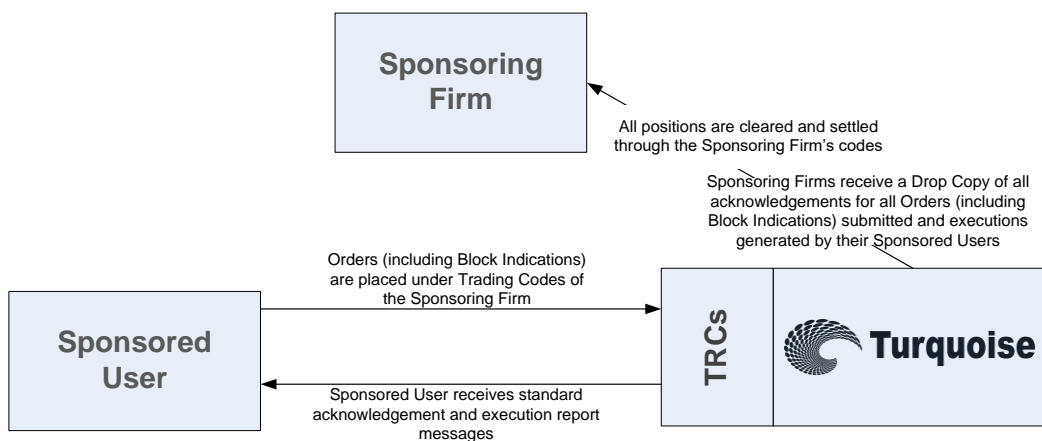 Sponsoring
Firm
All positions are cleared and settled
through the Sponsoring Firm's codes
Sponsoring Firms receive a Drop Copy of all
acknowledgements for all Orders (including
Block Indications) submitted and executions
generated by their Sponsored Users
Orders (including Block Indications)
are placed under Trading Codes of
the Sponsoring Firm
Sponsored
User
TRCs
Turquoise
Sponsored User receives standard
acknowledgement and execution report
messages